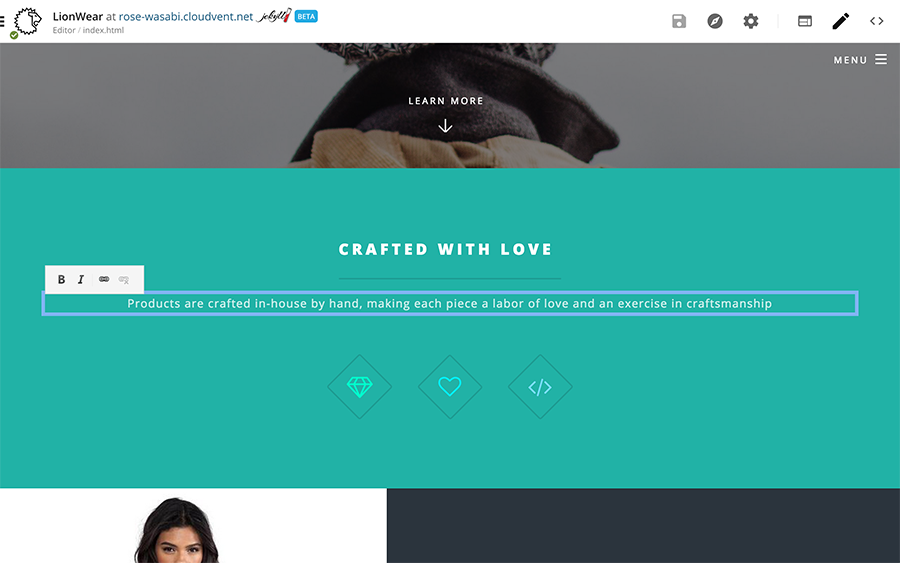 LionWear at rose-wasabi.cloudvent.net jekyll BETA
Editor / index.html
MENU
LEARN MORE
CRAFTED WITH LOVE
B I
Products are crafted in-house by hand, making each piece a labor of love and an exercise in craftsmanship